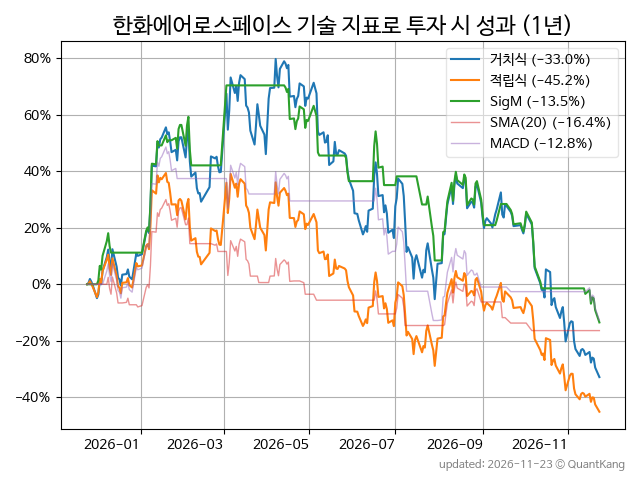 한화에어로스페이스 기술 지표로 투자 시 성과 (1년)
80%
60%
40%
20%
0%
−20%
−40%
거치식 (−33.0%)
적립식 (−45.2%)
SigM (−13.5%)
SMA(20) (−16.4%)
MACD (−12.8%)
2026−01
2026−03
2026−05
2026−07
2026−09
2026−11
updated: 2026−11−23 ⓒ QuantKang